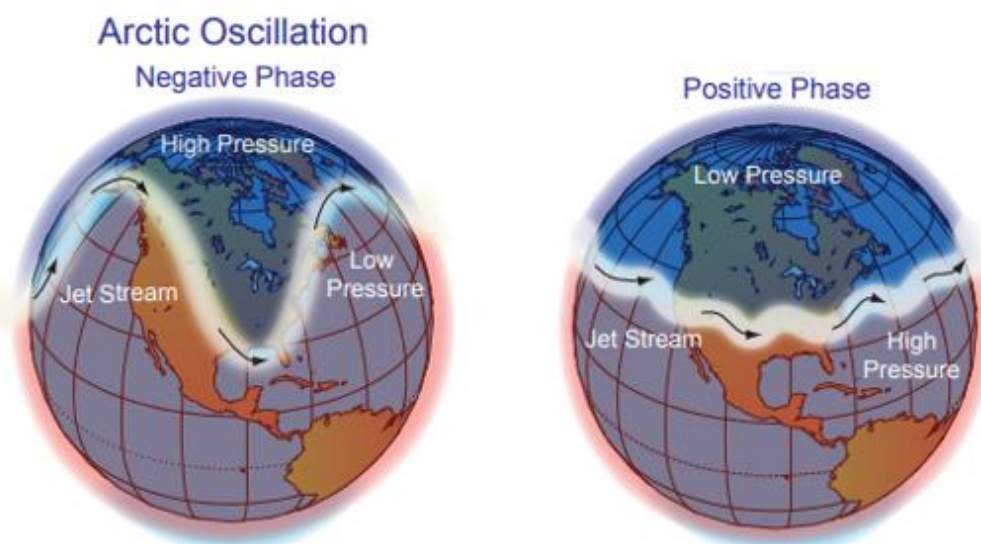 Arctic Oscillation
Negative Phase
High Pressure
Jet Stream
Low
Pressure
Positive Phase
Low Pressure
Jet Stream
High
Pressure